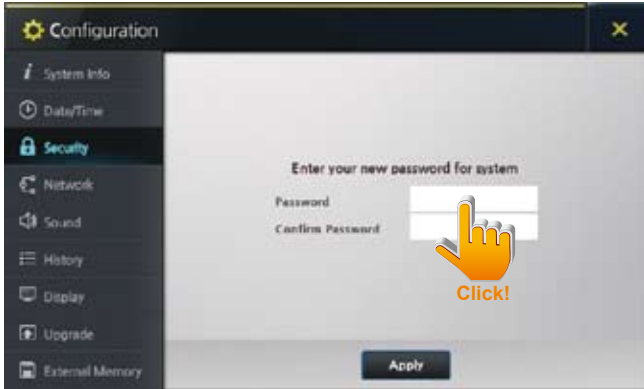 Configuration
i System Info
Date/Time
Security
Network
Sound
History
Display
Upgrade
External Memory
Enter your new password for system
Password
Confirm Password
Click!
Apply